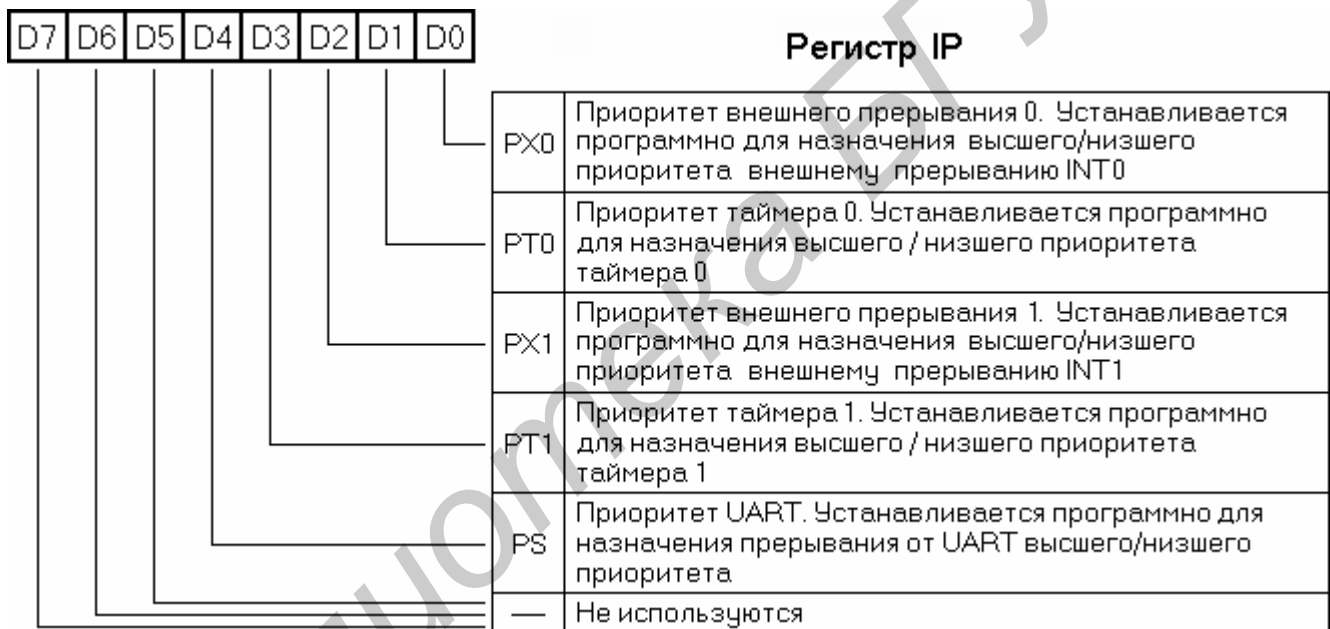 D7 D6 D5 D4 D3 D2 D1 D0
Регистр IP
PX0
Приоритет внешнего прерывания 0. Устанавливается
программно для назначения высшего/низшего
приоритета внешнему прерыванию INT0
PT0
Приоритет таймера 0. Устанавливается программно
для назначения высшего / низшего приоритета
таймера 0
PX1
Приоритет внешнего прерывания 1. Устанавливается
программно для назначения высшего/низшего
приоритета внешнему прерыванию INT1
PT1
Приоритет таймера 1. Устанавливается программно
для назначения высшего / низшего приоритета
таймера 1
PS
Приоритет UART. Устанавливается программно для
назначения прерывания от UART высшего/низшего
приоритета
—
Не используются